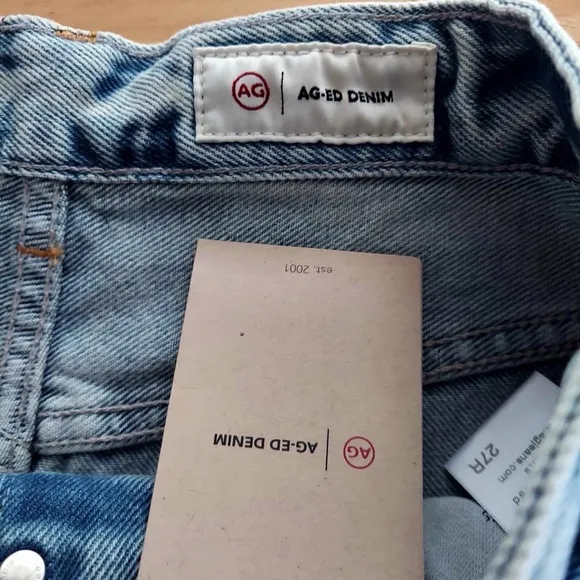 AG | AG-ED DENIM
est. 2001
AG | AG-ED DENIM
agjeans.com
27R